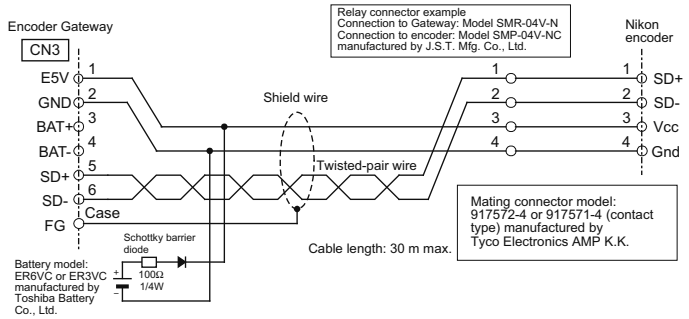 Relay connector example
Connection to Gateway: Model SMR-04V-N
Connection to encoder: Model SMP-04V-NC
manufactured by J.S.T. Mfg. Co., Ltd.
Encoder Gateway
CN3
Nikon
encoder
E5V 1
1
1 SD+
GND 2
2
2 SD-
BAT+ 3
3
3 Vcc
BAT- 4
4
4 Gnd
SD+ 5
SD- 6
FG Case
Shield wire
Twisted-pair wire
Mating connector model:
917572-4 or 917571-4 (contact
type) manufactured by
Tyco Electronics AMP K.K.
Cable length: 30 m max.
Schottky barrier
diode
Battery model:
ER6VC or ER3VC
manufactured by
Toshiba Battery
Co., Ltd.
+
−
100Ω
1/4W